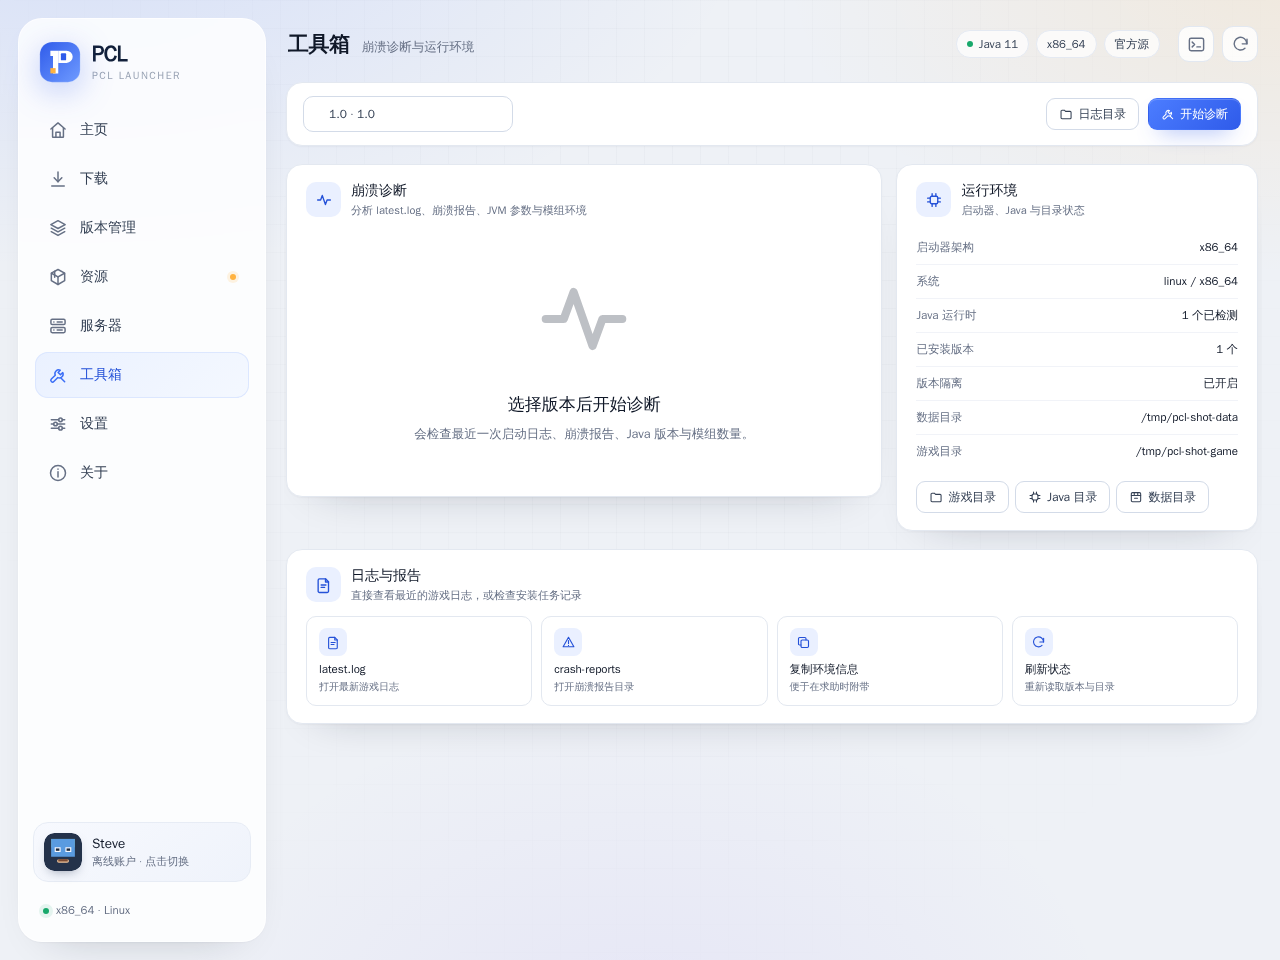 PCL
PCL LAUNCHER
主页
下载
版本管理
资源
服务器
工具箱
设置
关于
Steve
离线账户 · 点击切换
x86_64 · Linux
工具箱 崩溃诊断与运行环境
Java 11 x86_64 官方源
1.0 · 1.0
日志目录 开始诊断
崩溃诊断
分析 latest.log、崩溃报告、JVM 参数与模组环境
选择版本后开始诊断
会检查最近一次启动日志、崩溃报告、Java 版本与模组数量。
运行环境
启动器、Java 与目录状态
启动器架构 x86_64
系统 linux / x86_64
Java 运行时 1 个已检测
已安装版本 1 个
版本隔离 已开启
数据目录 /tmp/pcl-shot-data
游戏目录 /tmp/pcl-shot-game
游戏目录 Java 目录 数据目录
日志与报告
直接查看最近的游戏日志，或检查安装任务记录
latest.log
打开最新游戏日志
crash-reports
打开崩溃报告目录
复制环境信息
便于在求助时附带
刷新状态
重新读取版本与目录